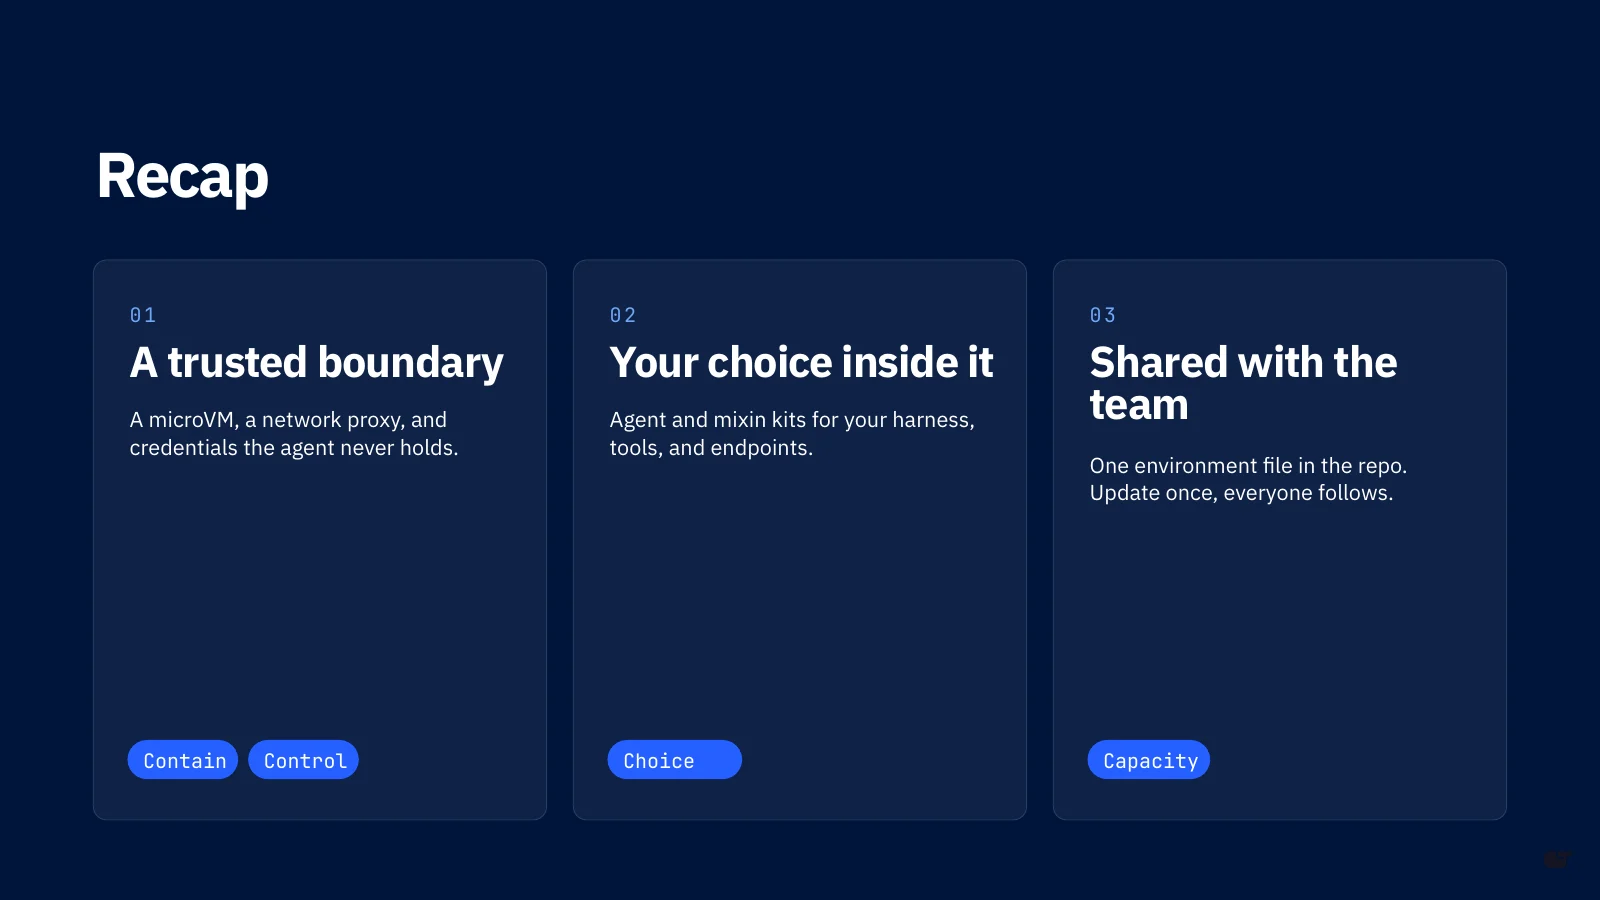 Recap
01
A trusted boundary
A microVM, a network proxy, and
credentials the agent never holds.
Contain
Control
02
Your choice inside it
Agent and mixin kits for your harness,
tools, and endpoints.
Choice
03
Shared with the
team
One environment file in the repo.
Update once, everyone follows.
Capacity